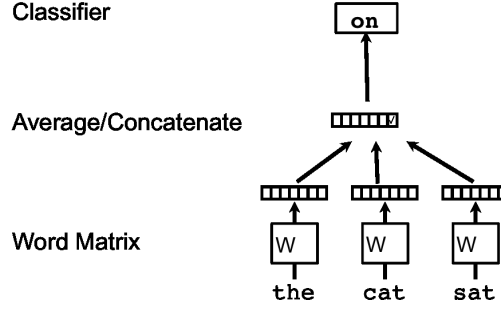 Classifier
on
Average/Concatenate
Word Matrix
W W W
the cat sat